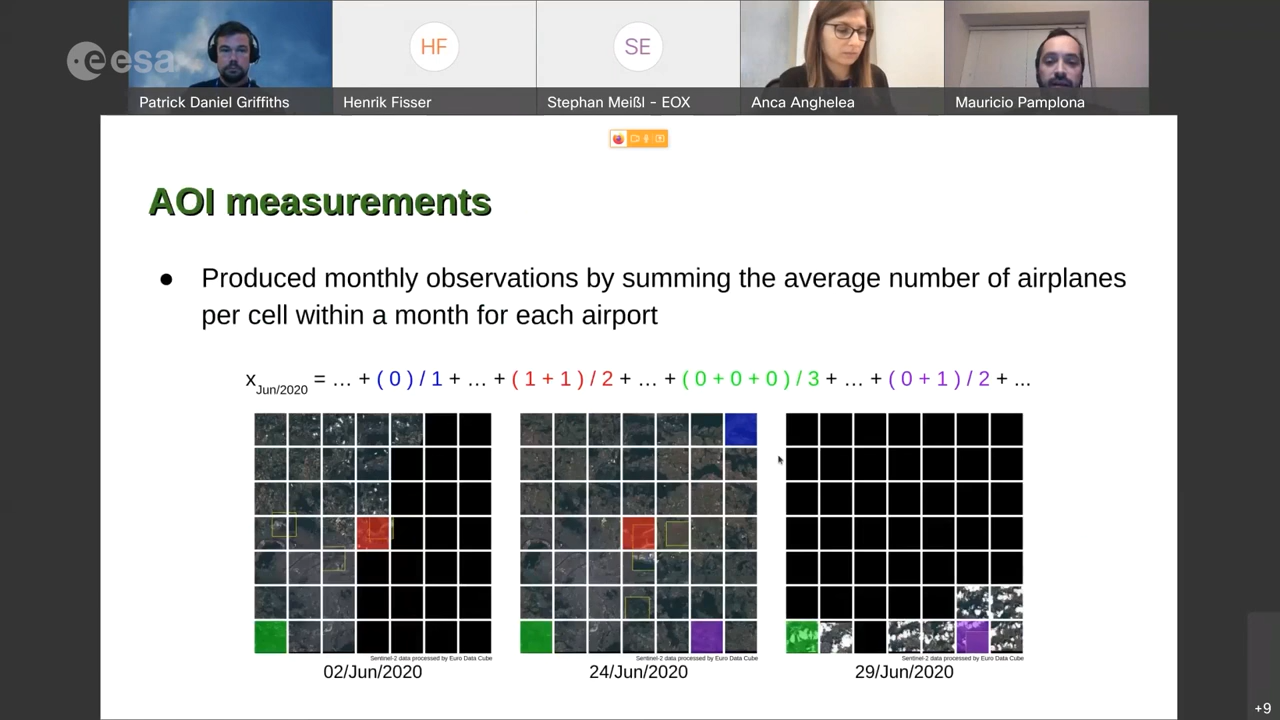 esa
HF
SE
Patrick Daniel Griffiths
Henrik Fisser
Stephan Meißl - EOX
Anca Anghelea
Mauricio Pamplona
AOI measurements
● Produced monthly observations by summing the average number of airplanes
per cell within a month for each airport
xJun/2020 = ... + ( 0 ) / 1 + ... + ( 1 + 1 ) / 2 + ... + ( 0 + 0 + 0 ) / 3 + ... + ( 0 + 1 ) / 2 + ...
Sentinel-2 data processed by Euro Data Cube
Sentinel-2 data processed by Euro Data Cube
Sentinel-2 data processed by Euro Data Cube
02/Jun/2020
24/Jun/2020
29/Jun/2020
+9